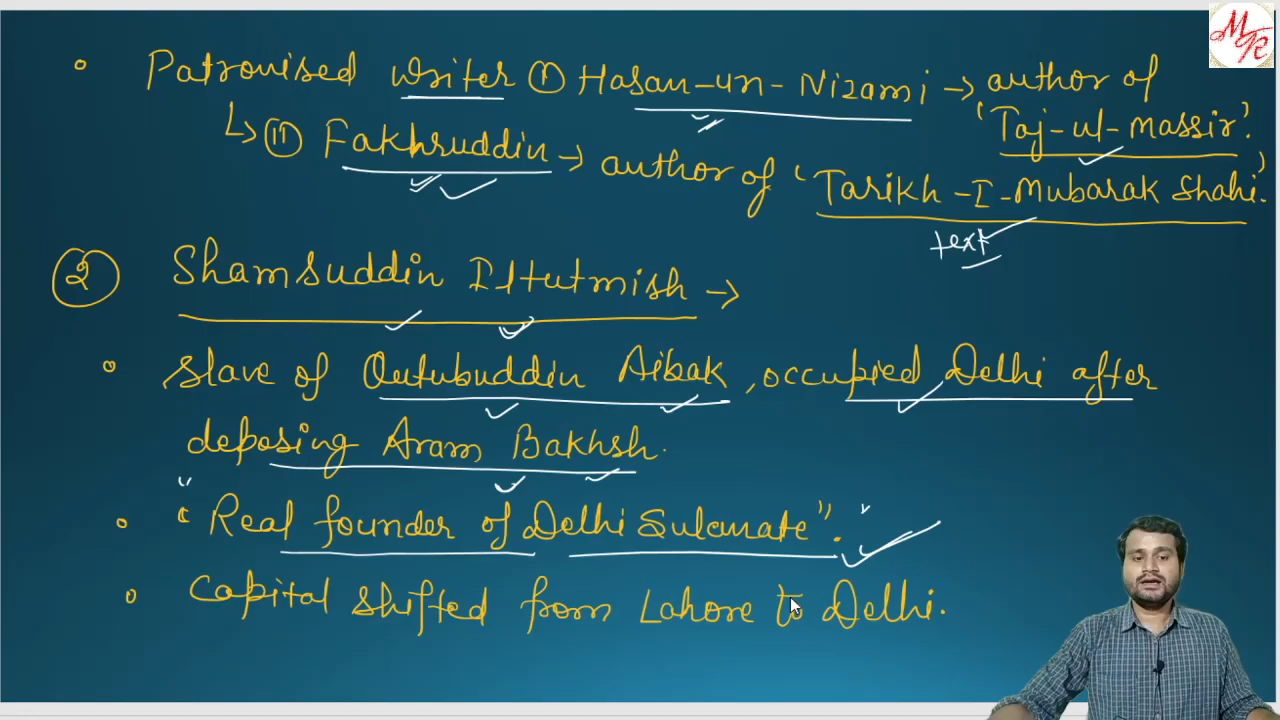 MR
Patronised writer (I) Hasan-un-Nizami → author of
'Taj-ul-Massir'.
↳ (II) Fakhruddin → author of 'Tarikh-I-Mubarak Shahi'.
text
(2) Shamsuddin Iltutmish →
Slave of Qutubuddin Aibak, occupied Delhi after
deposing Aram Bakhsh.
"Real founder of Delhi Sulanate".
Capital shifted from Lahore to Delhi.